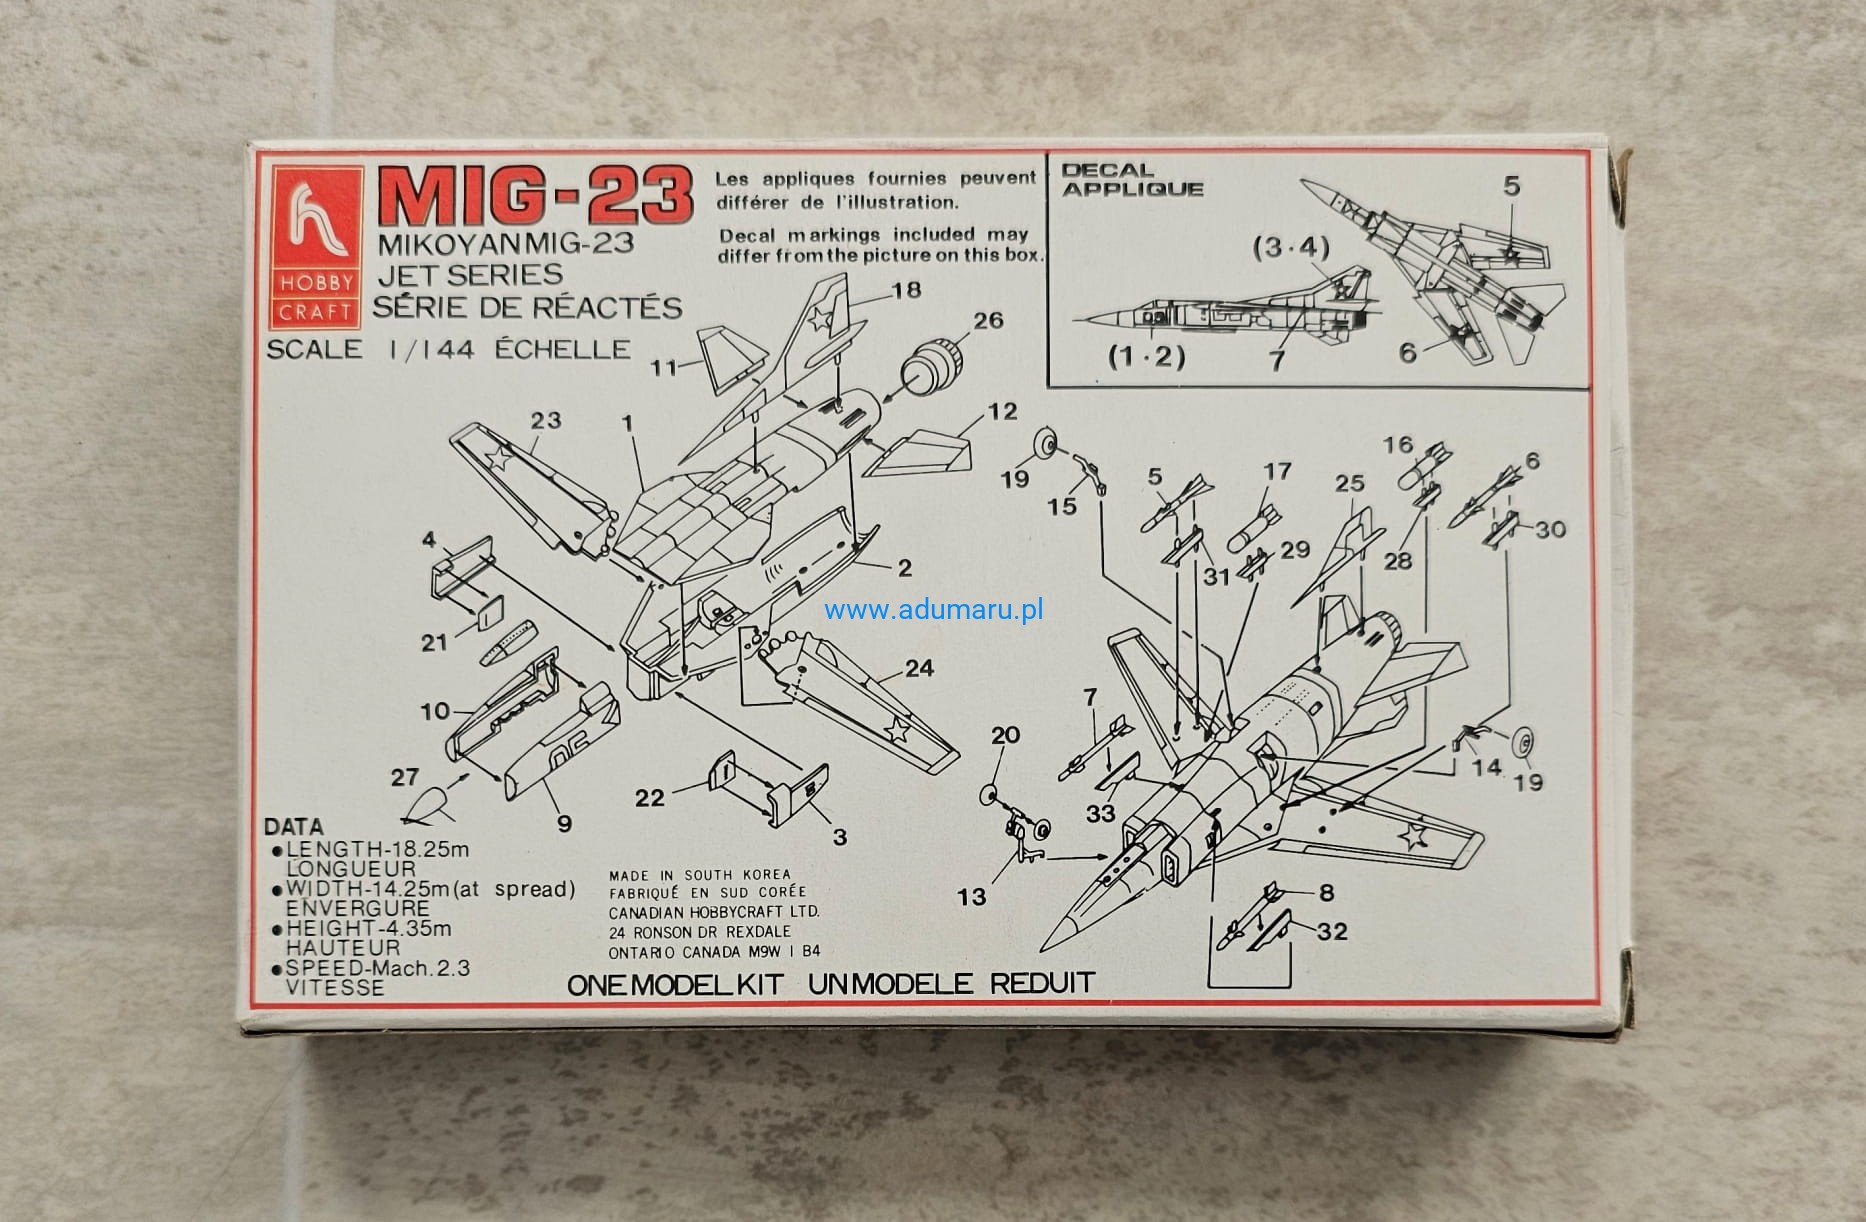 HOBBY
CRAFT
MIG-23
MIKOYAN MIG-23
JET SERIES
SÉRIE DE RÉACTÉS
SCALE 1/144 ÉCHELLE
Les appliques fournies peuvent
différer de l'illustration.
Decal markings included may
differ from the picture on this box.
DECAL
APPLIQUE
5
(3·4)
(1·2)
7
6
18
26
11
12
23
1
4
2
21
24
10
27
9
22
3
06
19
15
5
17
16
6
25
31
29
28
30
7
20
33
14
19
13
8
32
www.adumaru.pl
DATA
●LENGTH-18.25m
LONGUEUR
●WIDTH-14.25m (at spread)
ENVERGURE
●HEIGHT-4.35m
HAUTEUR
●SPEED-Mach.2.3
VITESSE
MADE IN SOUTH KOREA
FABRIQUÉ EN SUD CORÉE
CANADIAN HOBBYCRAFT LTD.
24 RONSON DR REXDALE
ONTARIO CANADA M9W 1B4
ONE MODEL KIT UN MODELE REDUIT